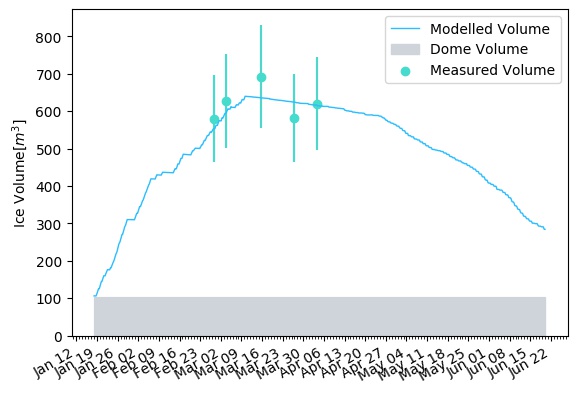 Modelled Volume
Dome Volume
Measured Volume
Ice Volume[m³]
800
700
600
500
400
300
200
100
0
Jan 12
Jan 19
Jan 26
Feb 02
Feb 09
Feb 16
Feb 23
Mar 02
Mar 09
Mar 16
Mar 23
Mar 30
Apr 06
Apr 13
Apr 20
Apr 27
May 04
May 11
May 18
May 25
Jun 01
Jun 08
Jun 15
Jun 22